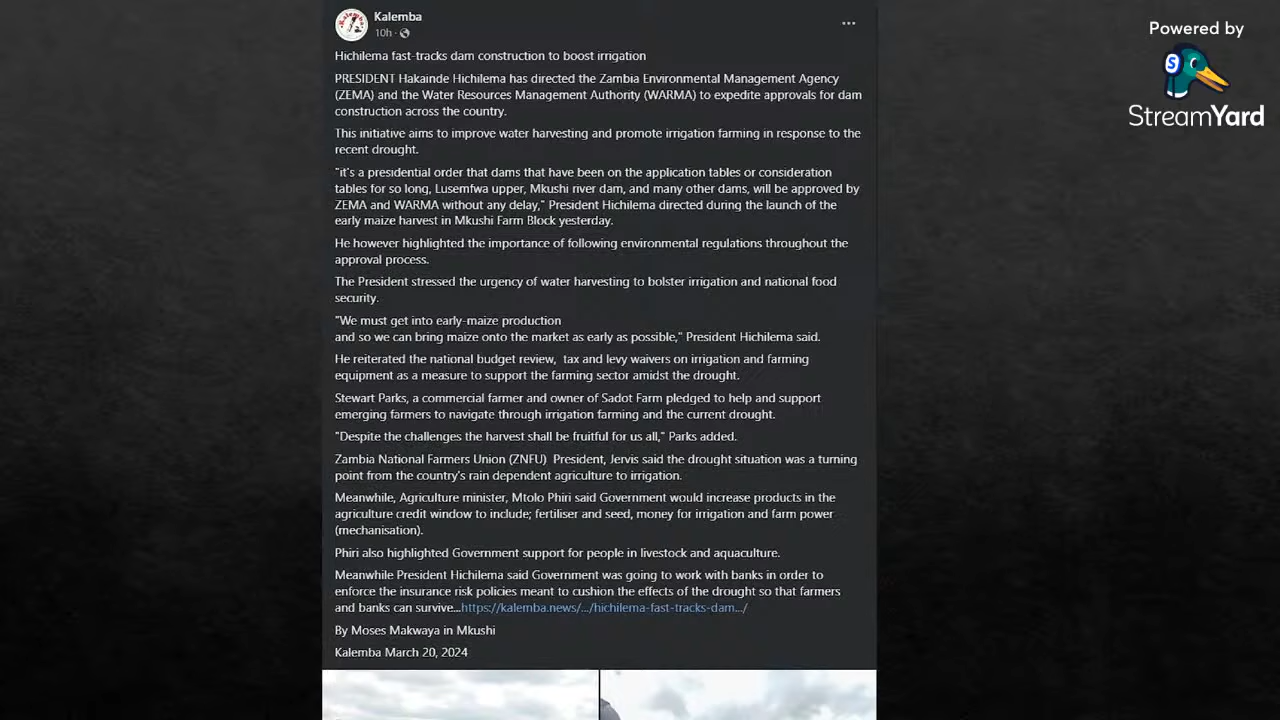 Kalemba
10h ·
Hichilema fast-tracks dam construction to boost irrigation
PRESIDENT Hakainde Hichilema has directed the Zambia Environmental Management Agency
(ZEMA) and the Water Resources Management Authority (WARMA) to expedite approvals for dam
construction across the country.
This initiative aims to improve water harvesting and promote irrigation farming in response to the
recent drought.
"it's a presidential order that dams that have been on the application tables or consideration
tables for so long, Lusemfwa upper, Mkushi river dam, and many other dams, will be approved by
ZEMA and WARMA without any delay," President Hichilema directed during the launch of the
early maize harvest in Mkushi Farm Block yesterday.
He however highlighted the importance of following environmental regulations throughout the
approval process.
The President stressed the urgency of water harvesting to bolster irrigation and national food
security.
"We must get into early-maize production
and so we can bring maize onto the market as early as possible," President Hichilema said.
He reiterated the national budget review,  tax and levy waivers on irrigation and farming
equipment as a measure to support the farming sector amidst the drought.
Stewart Parks, a commercial farmer and owner of Sadot Farm pledged to help and support
emerging farmers to navigate through irrigation farming and the current drought.
"Despite the challenges the harvest shall be fruitful for us all," Parks added.
Zambia National Farmers Union (ZNFU)  President, Jervis said the drought situation was a turning
point from the country's rain dependent agriculture to irrigation.
Meanwhile, Agriculture minister, Mtolo Phiri said Government would increase products in the
agriculture credit window to include; fertiliser and seed, money for irrigation and farm power
(mechanisation).
Phiri also highlighted Government support for people in livestock and aquaculture.
Meanwhile President Hichilema said Government was going to work with banks in order to
enforce the insurance risk policies meant to cushion the effects of the drought so that farmers
and banks can survive...https://kalemba.news/.../hichilema-fast-tracks-dam.../
By Moses Makwaya in Mkushi
Kalemba March 20, 2024
Powered by
S
StreamYard